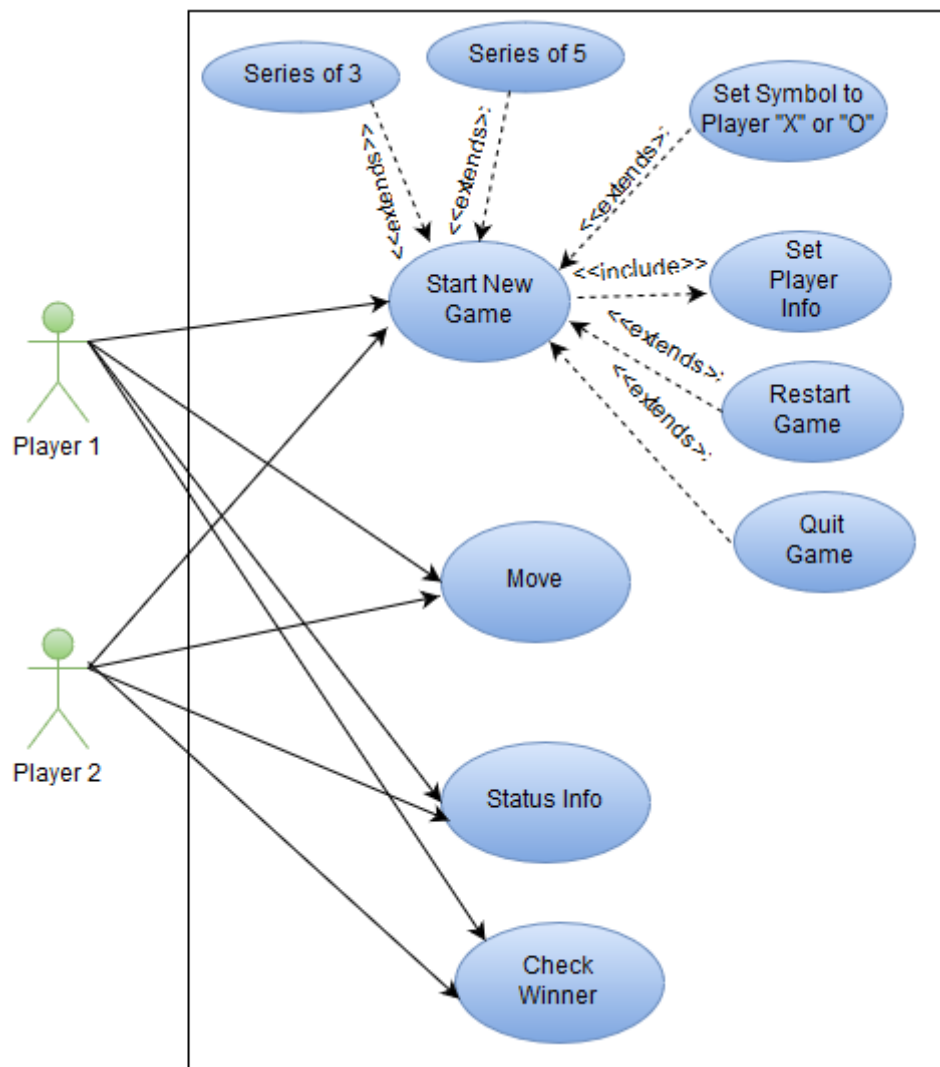 Series of 3
Series of 5
Set Symbol to
Player "X" or "O"
<<extends>>
<<extends>:
<<extends>:
Start New
Game
<<include>>
Set
Player
Info
<<extends>:
Restart
Game
<<extends>:
Quit
Game
Player 1
Move
Player 2
Status Info
Check
Winner